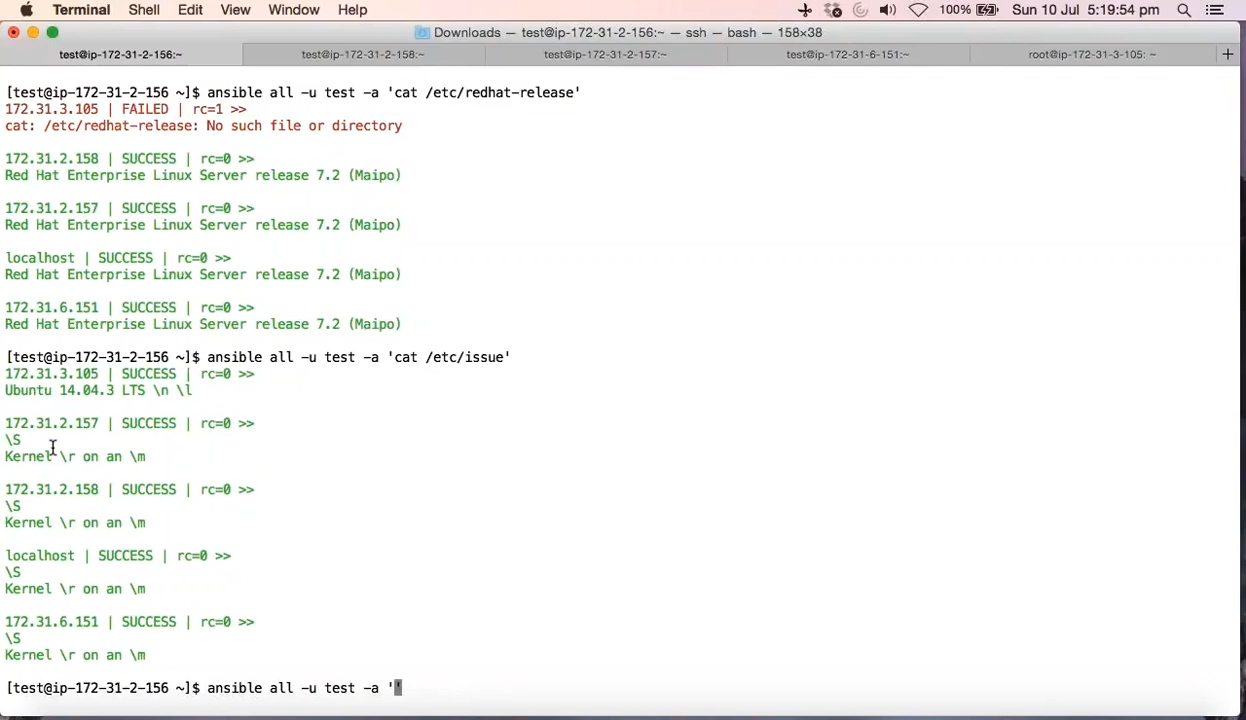 Terminal Shell Edit View Window Help 100% Sun 10 Jul 5:19:54 pm
Downloads — test@ip-172-31-2-156:~ — ssh — bash — 158×38
test@ip-172-31-2-156:~ test@ip-172-31-2-158:~ test@ip-172-31-2-157:~ test@ip-172-31-6-151:~ root@ip-172-31-3-105: ~ +
[test@ip-172-31-2-156 ~]$ ansible all -u test -a 'cat /etc/redhat-release'
172.31.3.105 | FAILED | rc=1 >>
cat: /etc/redhat-release: No such file or directory
172.31.2.158 | SUCCESS | rc=0 >>
Red Hat Enterprise Linux Server release 7.2 (Maipo)
172.31.2.157 | SUCCESS | rc=0 >>
Red Hat Enterprise Linux Server release 7.2 (Maipo)
localhost | SUCCESS | rc=0 >>
Red Hat Enterprise Linux Server release 7.2 (Maipo)
172.31.6.151 | SUCCESS | rc=0 >>
Red Hat Enterprise Linux Server release 7.2 (Maipo)
[test@ip-172-31-2-156 ~]$ ansible all -u test -a 'cat /etc/issue'
172.31.3.105 | SUCCESS | rc=0 >>
Ubuntu 14.04.3 LTS \n \l
172.31.2.157 | SUCCESS | rc=0 >>
\S
Kernel \r on an \m
172.31.2.158 | SUCCESS | rc=0 >>
\S
Kernel \r on an \m
localhost | SUCCESS | rc=0 >>
\S
Kernel \r on an \m
172.31.6.151 | SUCCESS | rc=0 >>
\S
Kernel \r on an \m
[test@ip-172-31-2-156 ~]$ ansible all -u test -a ''